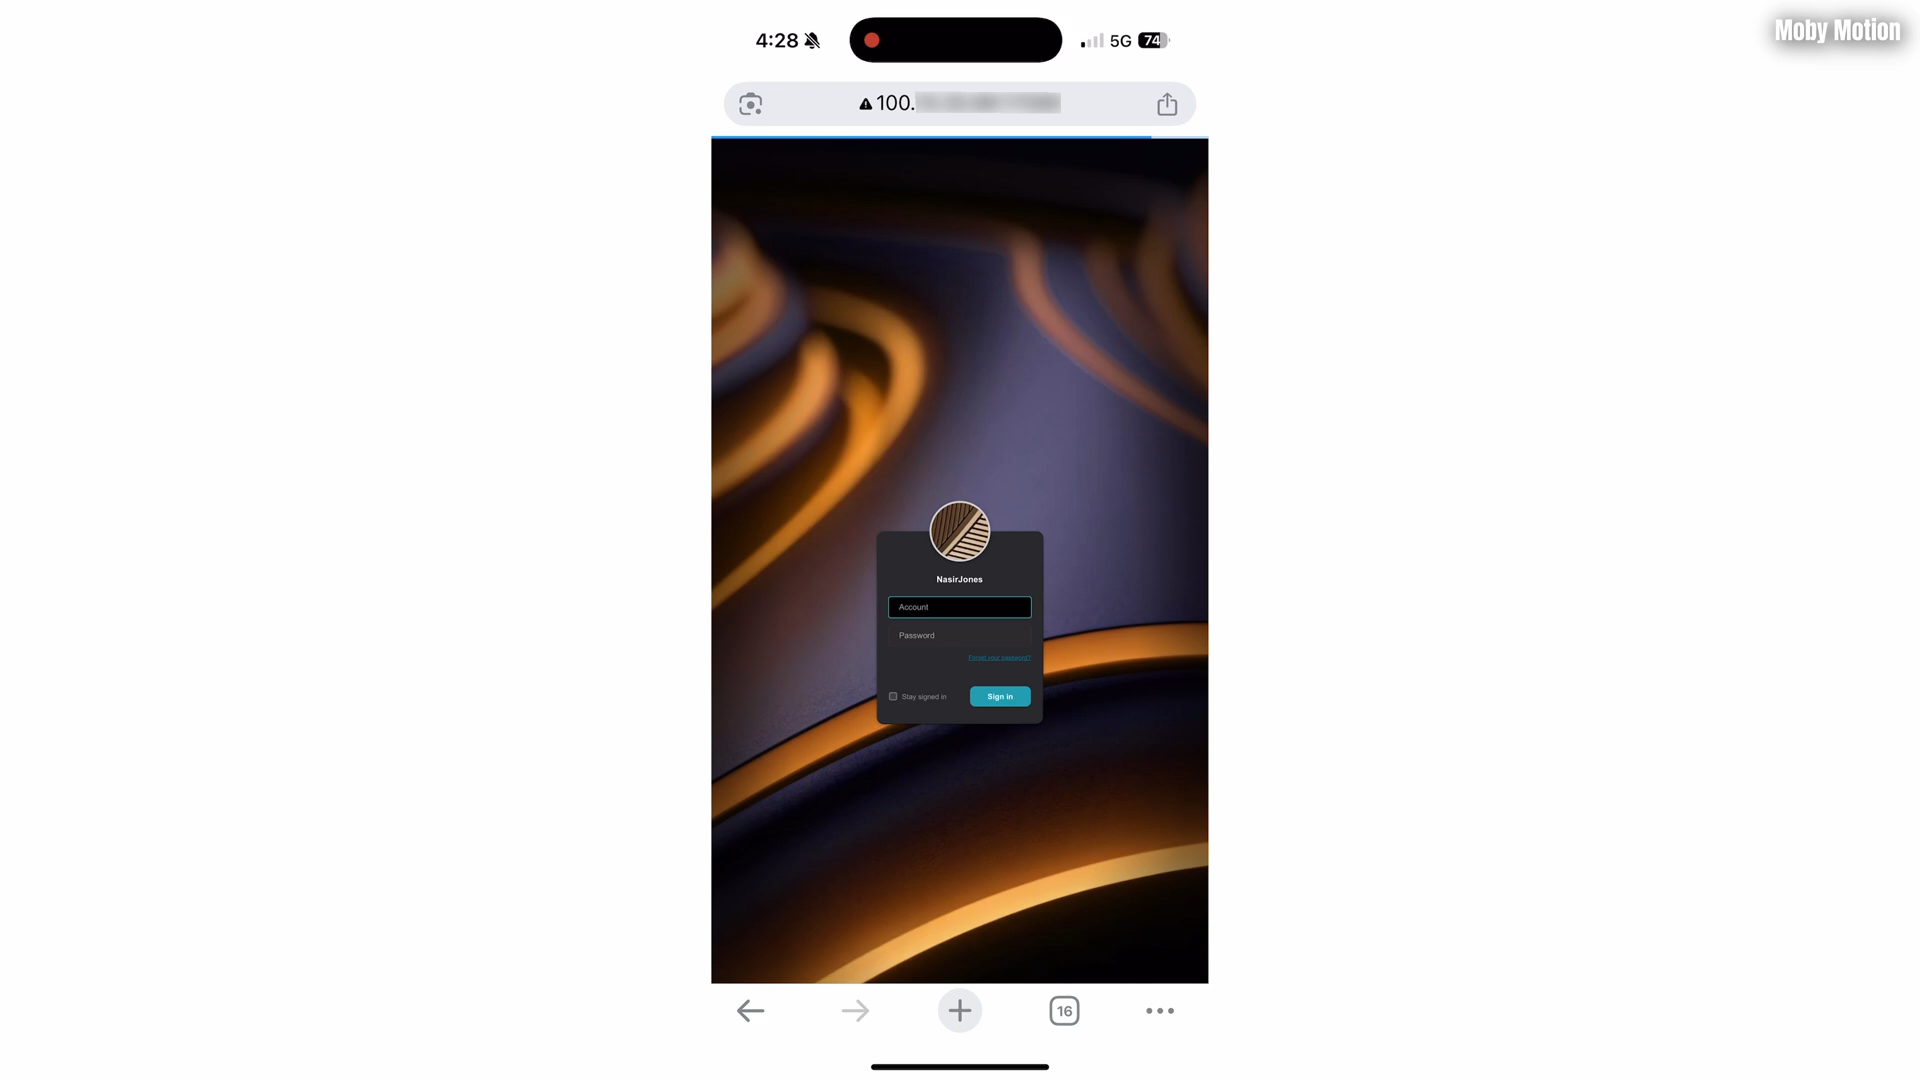 Moby Motion
4:28
5G
74
100.
NasirJones
Account
Password
Forgot your password?
Stay signed in
Sign in
16